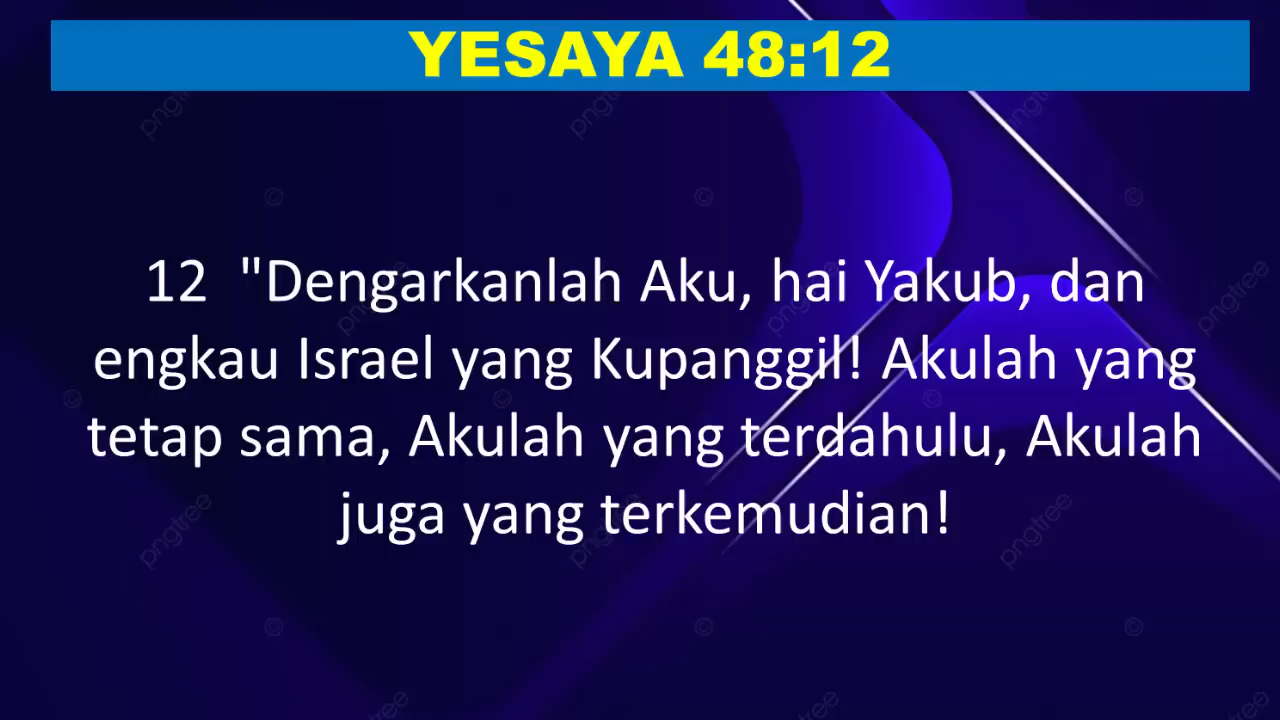 YESAYA 48:12
12  "Dengarkanlah Aku, hai Yakub, dan
engkau Israel yang Kupanggil! Akulah yang
tetap sama, Akulah yang terdahulu, Akulah
juga yang terkemudian!
pngtree